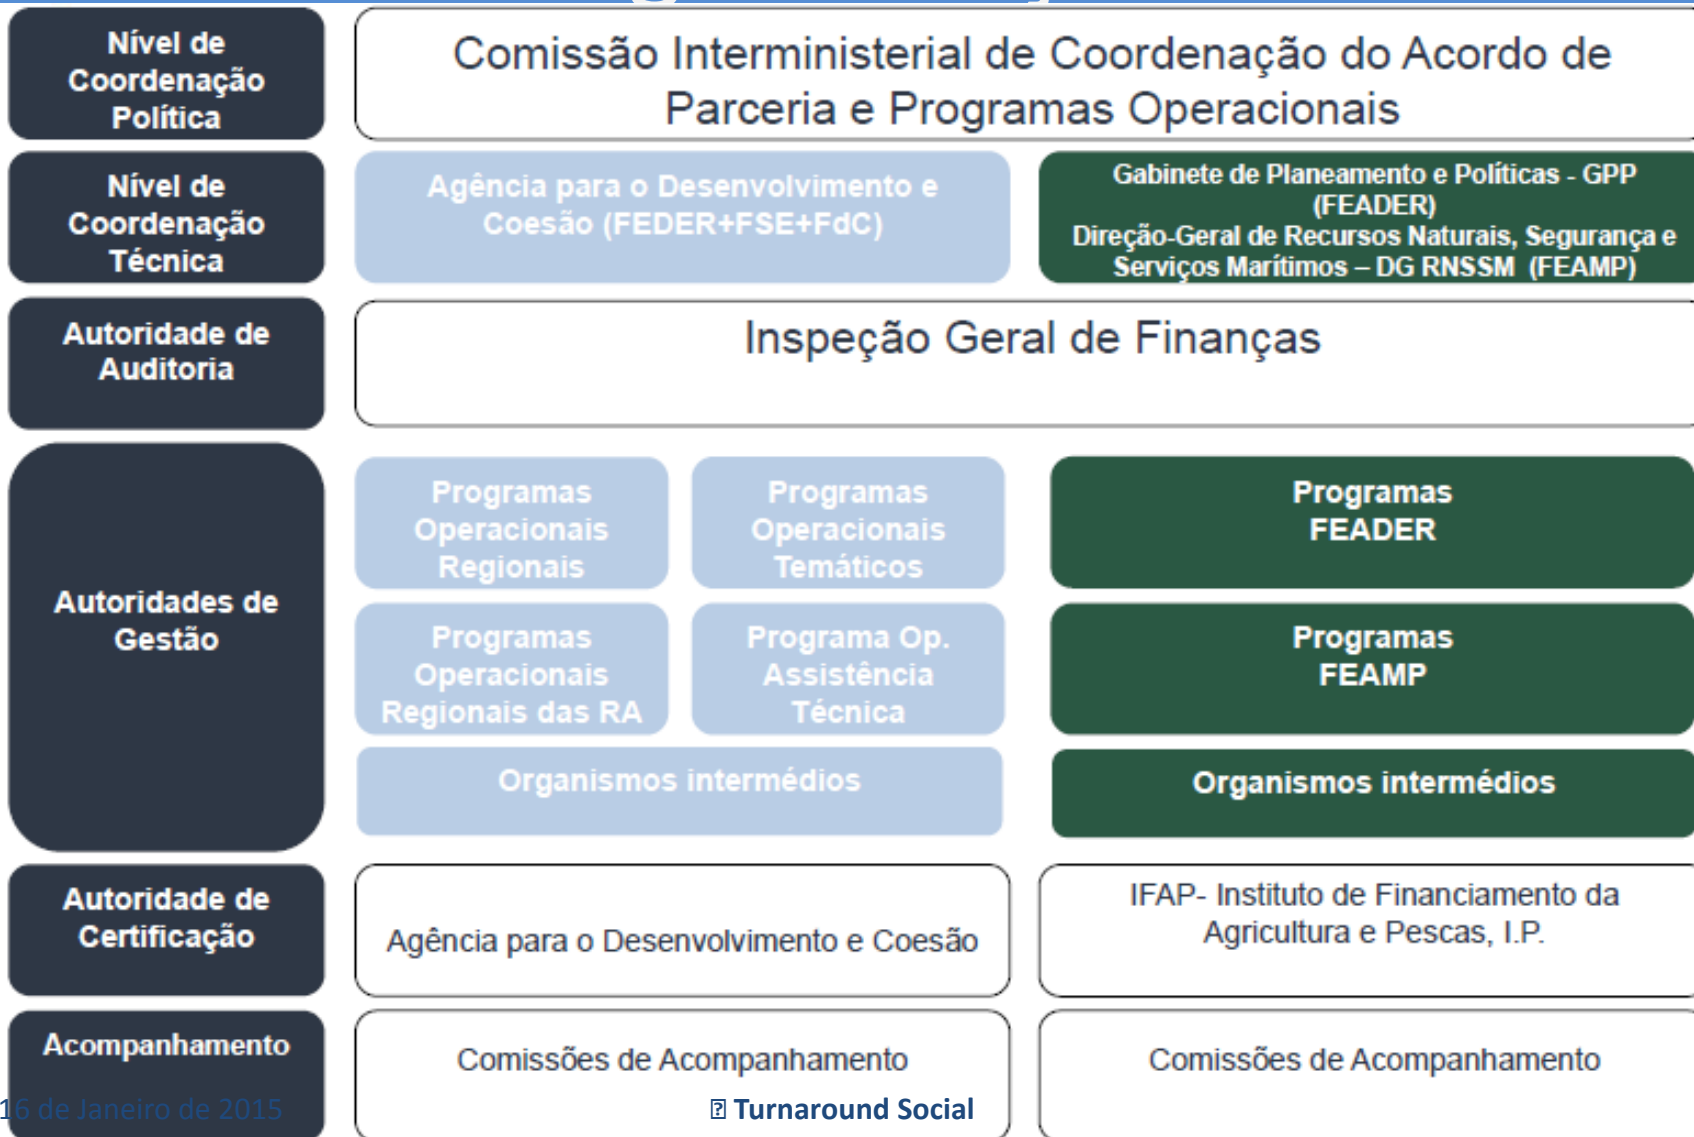 Nível de
Coordenação
Política
Comissão Interministerial de Coordenação do Acordo de
Parceria e Programas Operacionais
Nível de
Coordenação
Técnica
Agência para o Desenvolvimento e
Coesão (FEDER+FSE+FdC)
Gabinete de Planeamento e Políticas - GPP
(FEADER)
Direção-Geral de Recursos Naturais, Segurança e
Serviços Marítimos – DG RNSSM (FEAMP)
Autoridade de
Auditoria
Inspeção Geral de Finanças
Autoridades de
Gestão
Programas
Operacionais
Regionais
Programas
Operacionais
Temáticos
Programas
FEADER
Programas
Operacionais
Regionais das RA
Programa Op.
Assistência
Técnica
Programas
FEAMP
Organismos intermédios
Organismos intermédios
Autoridade de
Certificação
Agência para o Desenvolvimento e Coesão
IFAP- Instituto de Financiamento da
Agricultura e Pescas, I.P.
Acompanhamento
Comissões de Acompanhamento
Comissões de Acompanhamento
16 de Janeiro de 2015
Turnaround Social